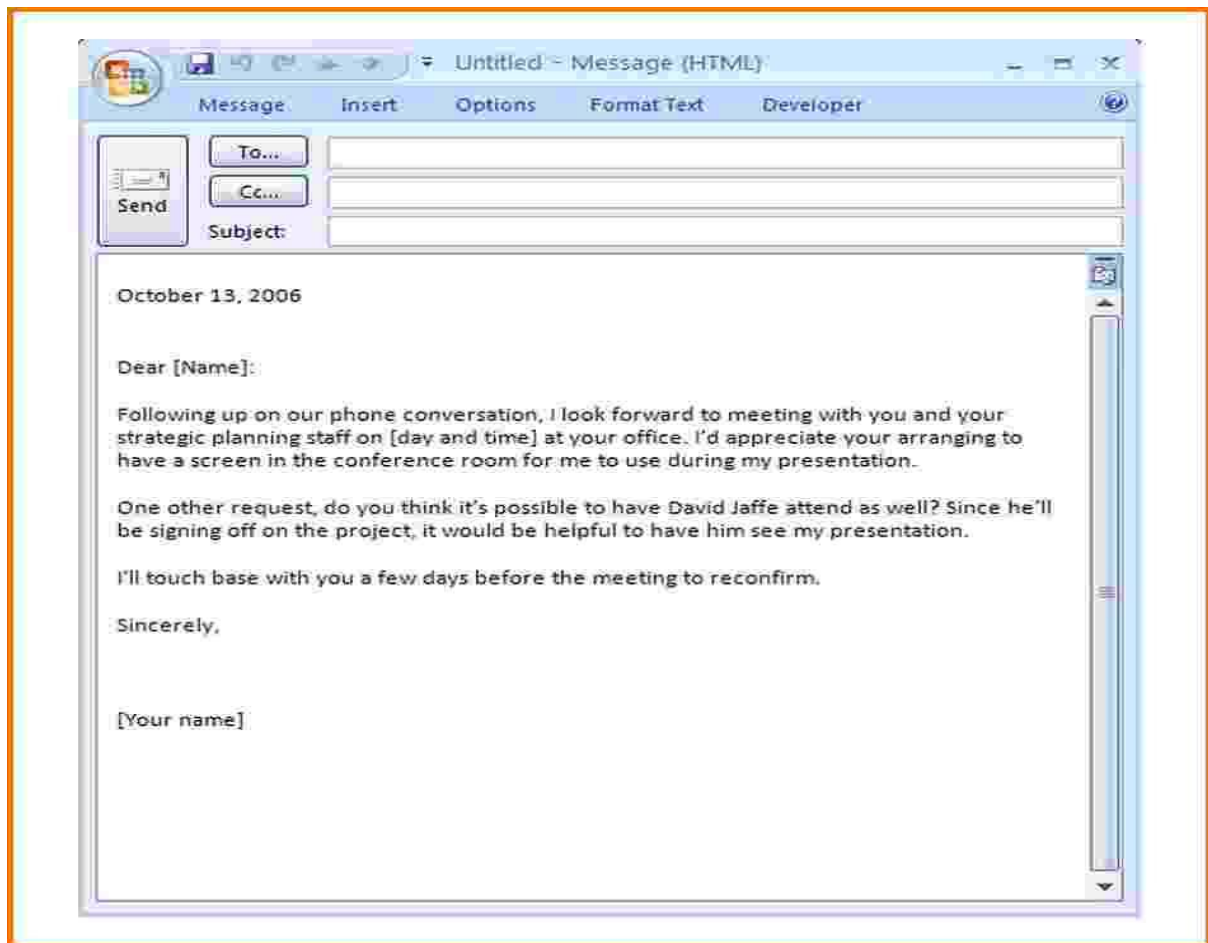 Untitled - Message (HTML)
Message Insert Options Format Text Developer
To...
Cc...
Send
Subject:
October 13, 2006
Dear [Name]:
Following up on our phone conversation, I look forward to meeting with you and your
strategic planning staff on [day and time] at your office. I'd appreciate your arranging to
have a screen in the conference room for me to use during my presentation.
One other request, do you think it's possible to have David Jaffe attend as well? Since he'll
be signing off on the project, it would be helpful to have him see my presentation.
I'll touch base with you a few days before the meeting to reconfirm.
Sincerely,
[Your name]